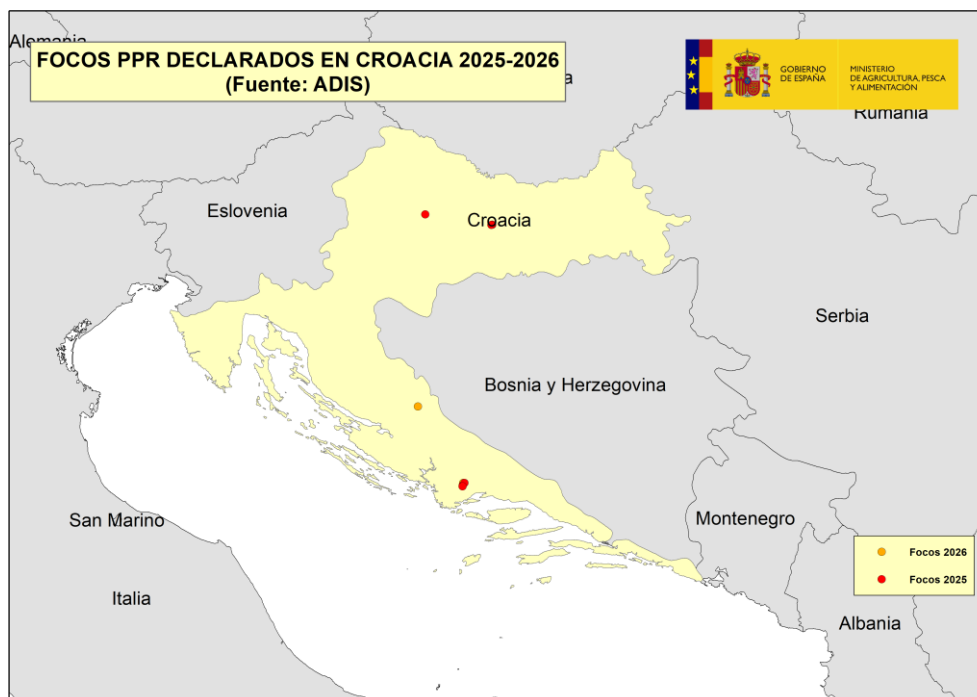 Alemania
FOCOS PPR DECLARADOS EN CROACIA 2025-2026
(Fuente: ADIS)
GOBIERNO
DE ESPAÑA
MINISTERIO
DE AGRICULTURA, PESCA
Y ALIMENTACIÓN
Rumania
Eslovenia
Croacia
Serbia
Bosnia y Herzegovina
San Marino
Montenegro
Italia
Albania
Focos 2026
Focos 2025